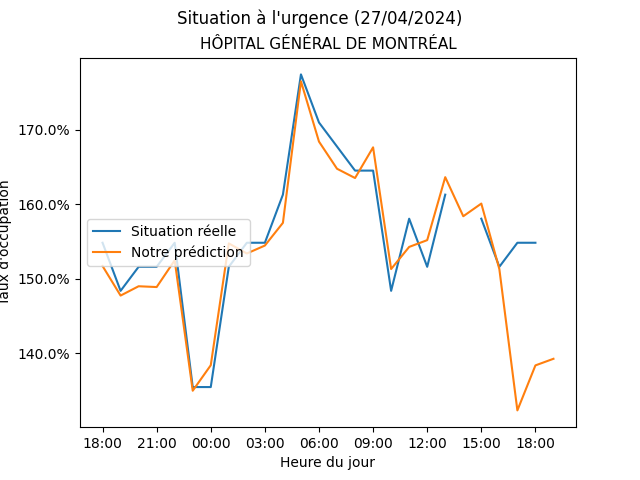 Situation à l'urgence (27/04/2024)
HÔPITAL GÉNÉRAL DE MONTRÉAL
Taux d'occupation
170.0%
160.0%
150.0%
140.0%
Situation réelle
Notre prédiction
18:00 21:00 00:00 03:00 06:00 09:00 12:00 15:00 18:00
Heure du jour